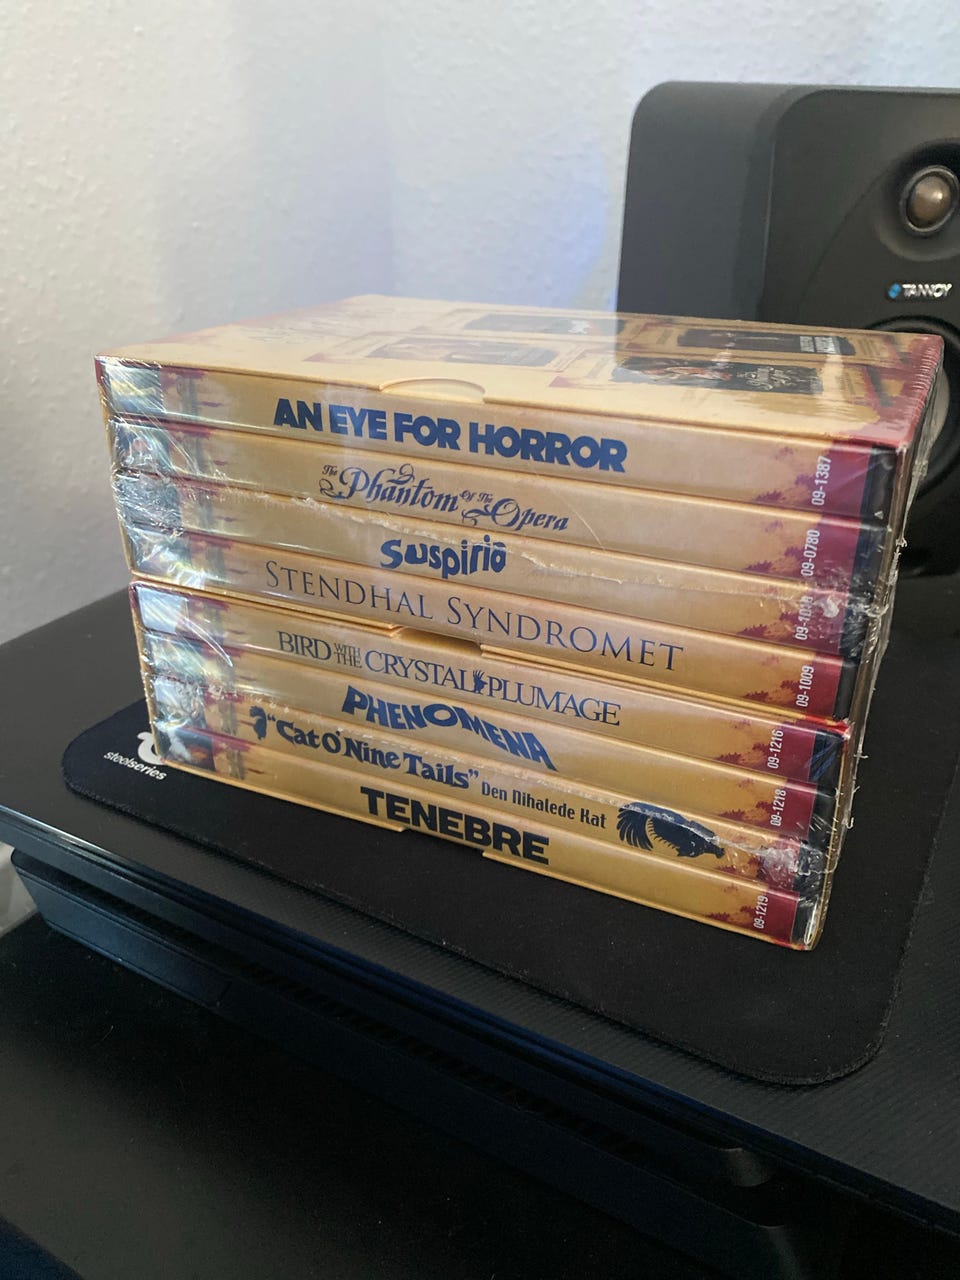 TANNOY
AN EYE FOR HORROR
09-1387
The Phantom Of The Opera
09-0780
Suspiria
STENDHAL SYNDROMET
09-1009
BIRD WITH THE CRYSTAL PLUMAGE
09-1216
PHENOMENA
09-1218
"Cat O' Nine Tails" Den Nihalede Kat
TENEBRE
09-1219
steelseries